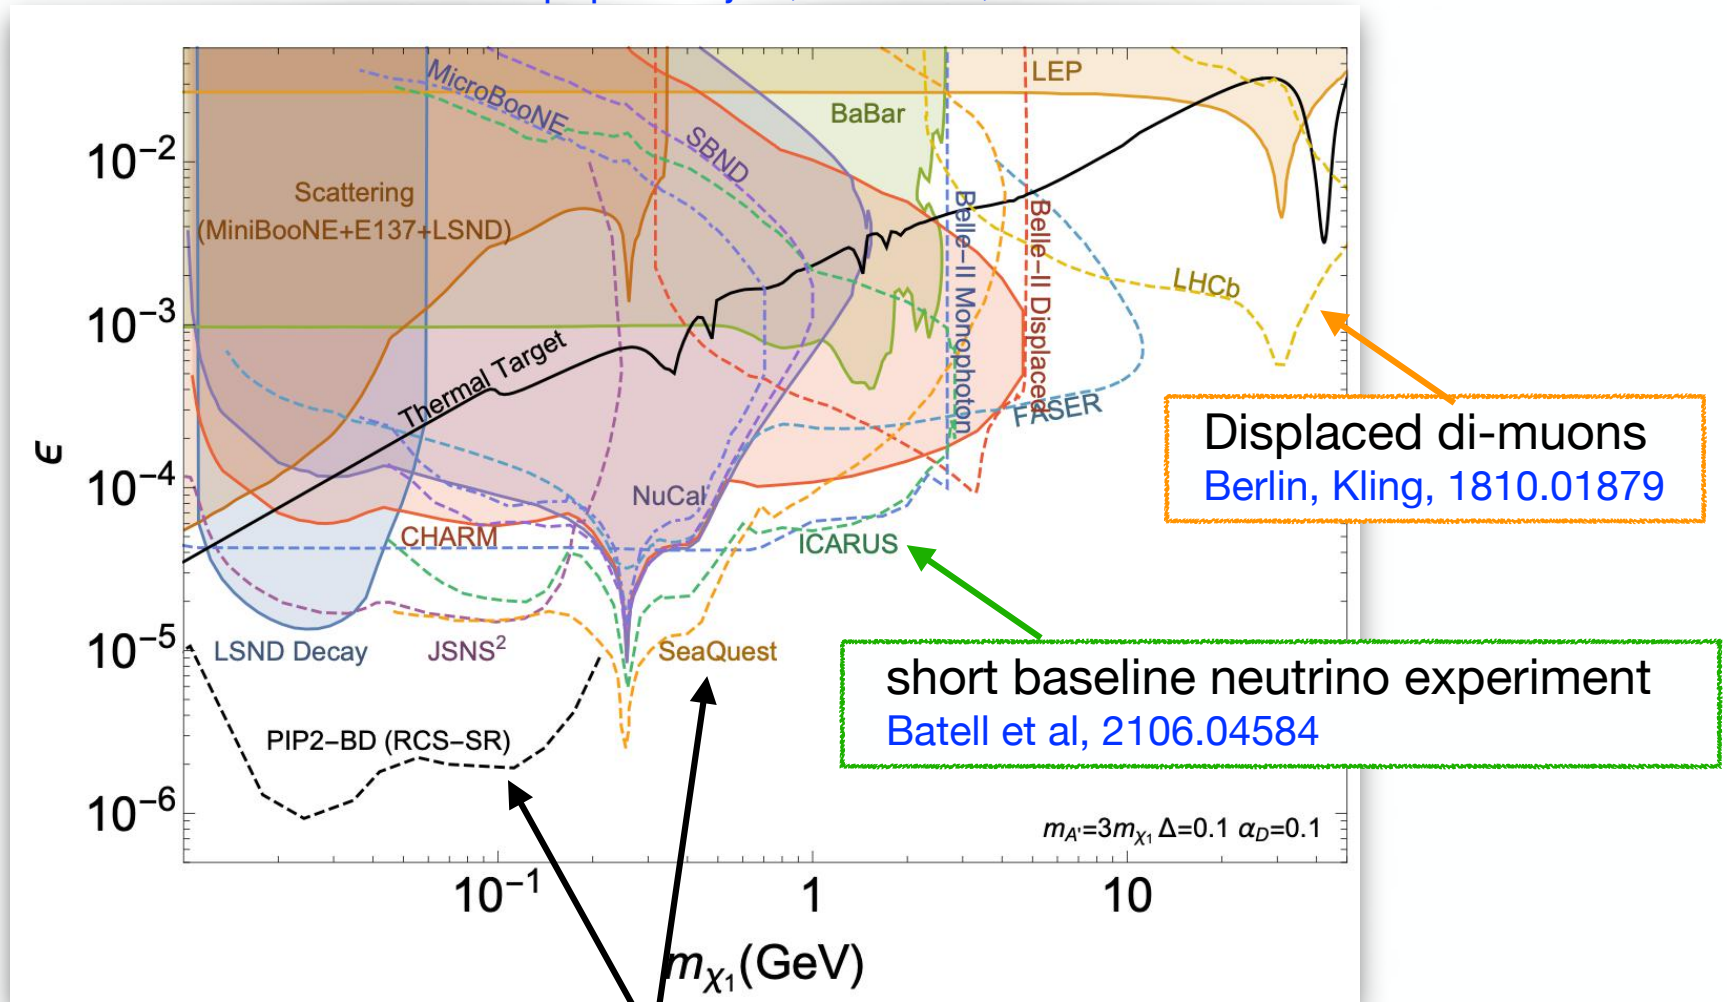 MicroBooNE
LEP
BaBar
SBND
10⁻²
Scattering
(MiniBooNE+E137+LSND)
Belle-II Monophoton
Belle-II Displaced
LHCb
10⁻³
Thermal Target
FASER
Displaced di-muons
Berlin, Kling, 1810.01879
ϵ
10⁻⁴
NuCal
CHARM
ICARUS
10⁻⁵
LSND Decay
JSNS²
SeaQuest
short baseline neutrino experiment
Batell et al, 2106.04584
PIP2-BD (RCS-SR)
10⁻⁶
m_A'=3m_χ₁ Δ=0.1 α_D=0.1
10⁻¹
1
10
m_χ₁(GeV)